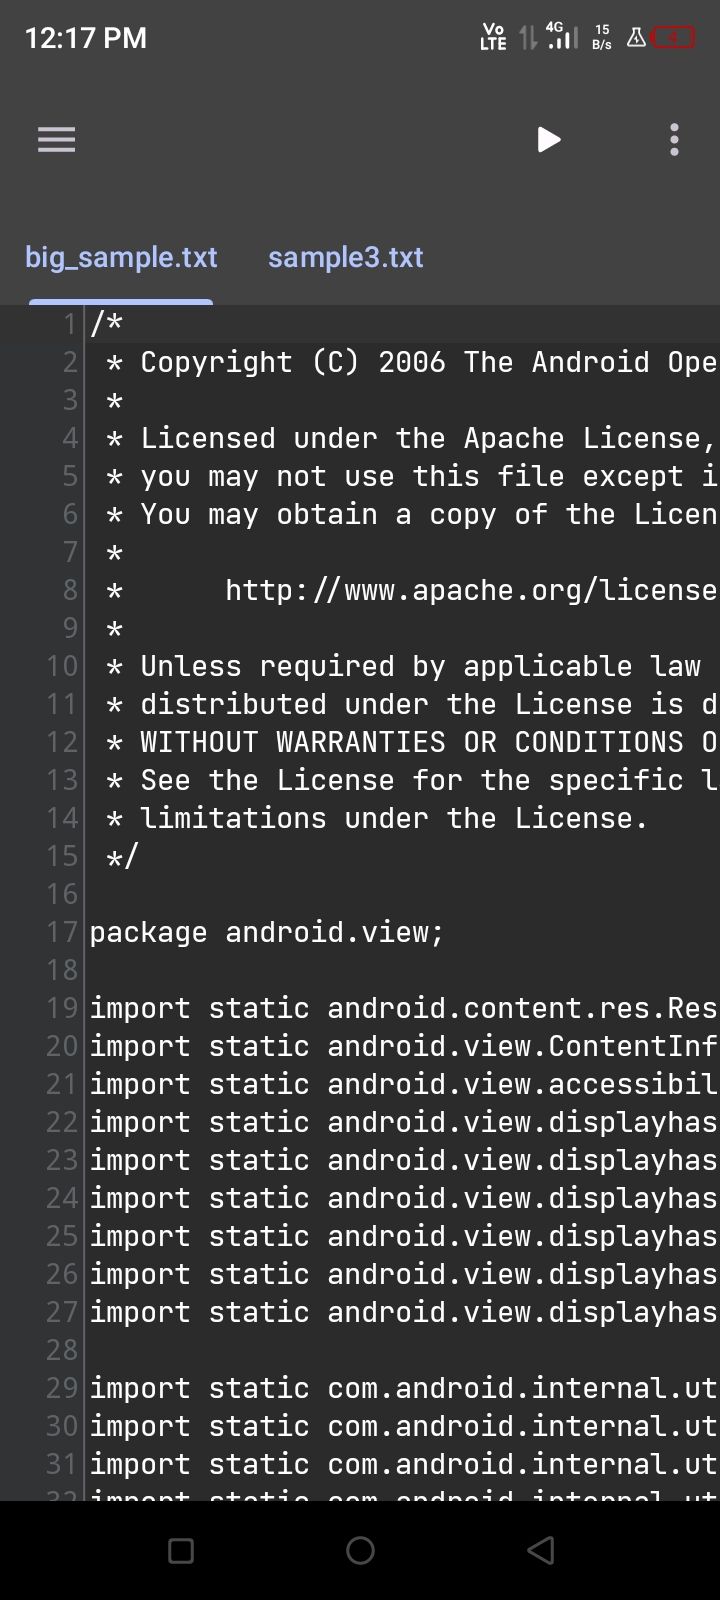 12:17 PM Vo LTE 4G 15 B/s 4
big_sample.txt sample3.txt
1 /*
2 * Copyright (C) 2006 The Android Ope
3 *
4 * Licensed under the Apache License,
5 * you may not use this file except i
6 * You may obtain a copy of the Licen
7 *
8 * http://www.apache.org/license
9 *
10 * Unless required by applicable law
11 * distributed under the License is d
12 * WITHOUT WARRANTIES OR CONDITIONS O
13 * See the License for the specific l
14 * limitations under the License.
15 */
16
17 package android.view;
18
19 import static android.content.res.Res
20 import static android.view.ContentInf
21 import static android.view.accessibil
22 import static android.view.displayhas
23 import static android.view.displayhas
24 import static android.view.displayhas
25 import static android.view.displayhas
26 import static android.view.displayhas
27 import static android.view.displayhas
28
29 import static com.android.internal.ut
30 import static com.android.internal.ut
31 import static com.android.internal.ut
32 import static com.android.internal.ut